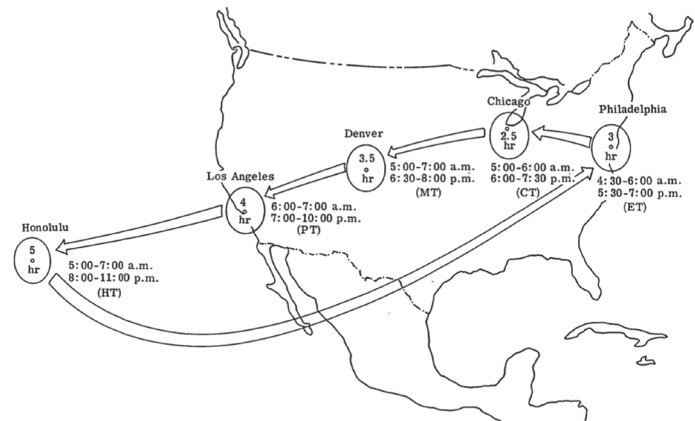 Chicago
2.5
hr
5:00-6:00 a.m.
6:00-7:30 p.m.
(CT)
Philadelphia
3
hr
4:30-6:00 a.m.
5:30-7:00 p.m.
(ET)
Denver
3.5
hr
5:00-7:00 a.m.
6:30-8:00 p.m.
(MT)
Los Angeles
4
hr
6:00-7:00 a.m.
7:00-10:00 p.m.
(PT)
Honolulu
5
hr
5:00-7:00 a.m.
8:00-11:00 p.m.
(HT)